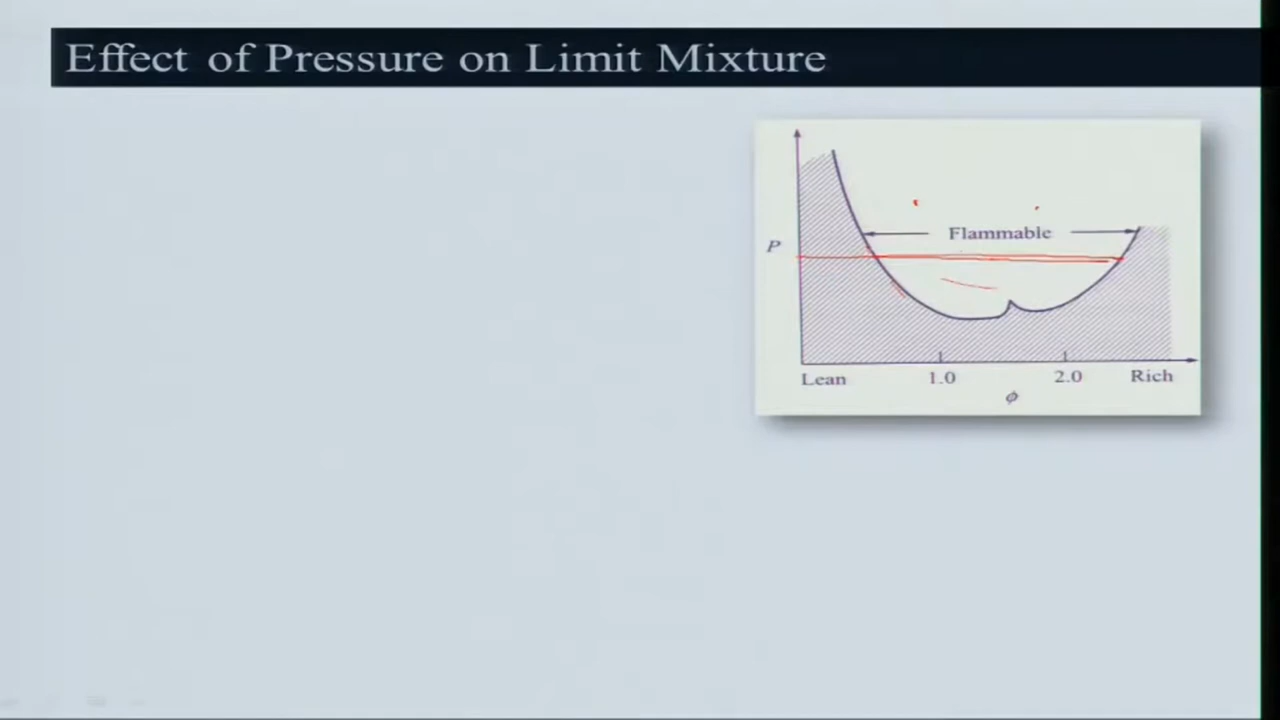 Effect of Pressure on Limit Mixture
P
Flammable
Lean 1.0 2.0 Rich
ϕ